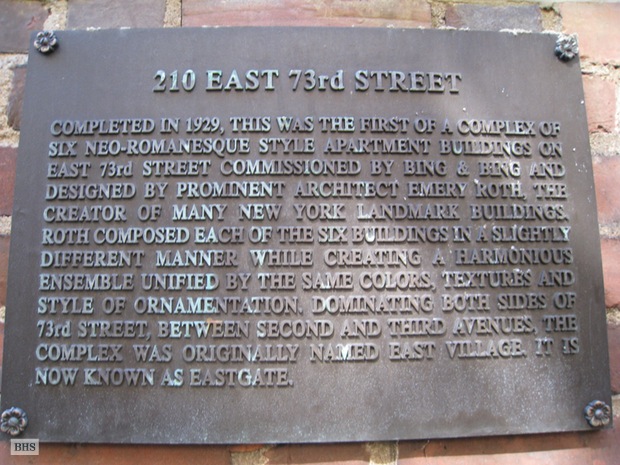 210 EAST 73rd STREET
COMPLETED IN 1929, THIS WAS THE FIRST OF A COMPLEX OF
SIX NEO-ROMANESQUE STYLE APARTMENT BUILDINGS ON
EAST 73rd STREET COMMISSIONED BY BING & BING AND
DESIGNED BY PROMINENT ARCHITECT EMERY ROTH, THE
CREATOR OF MANY NEW YORK LANDMARK BUILDINGS.
ROTH COMPOSED EACH OF THE SIX BUILDINGS IN A SLIGHTLY
DIFFERENT MANNER WHILE CREATING A HARMONIOUS
ENSEMBLE UNIFIED BY THE SAME COLORS, TEXTURES AND
STYLE OF ORNAMENTATION. DOMINATING BOTH SIDES OF
73rd STREET, BETWEEN SECOND AND THIRD AVENUES, THE
COMPLEX WAS ORIGINALLY NAMED EAST VILLAGE. IT IS
NOW KNOWN AS EASTGATE.
BHS